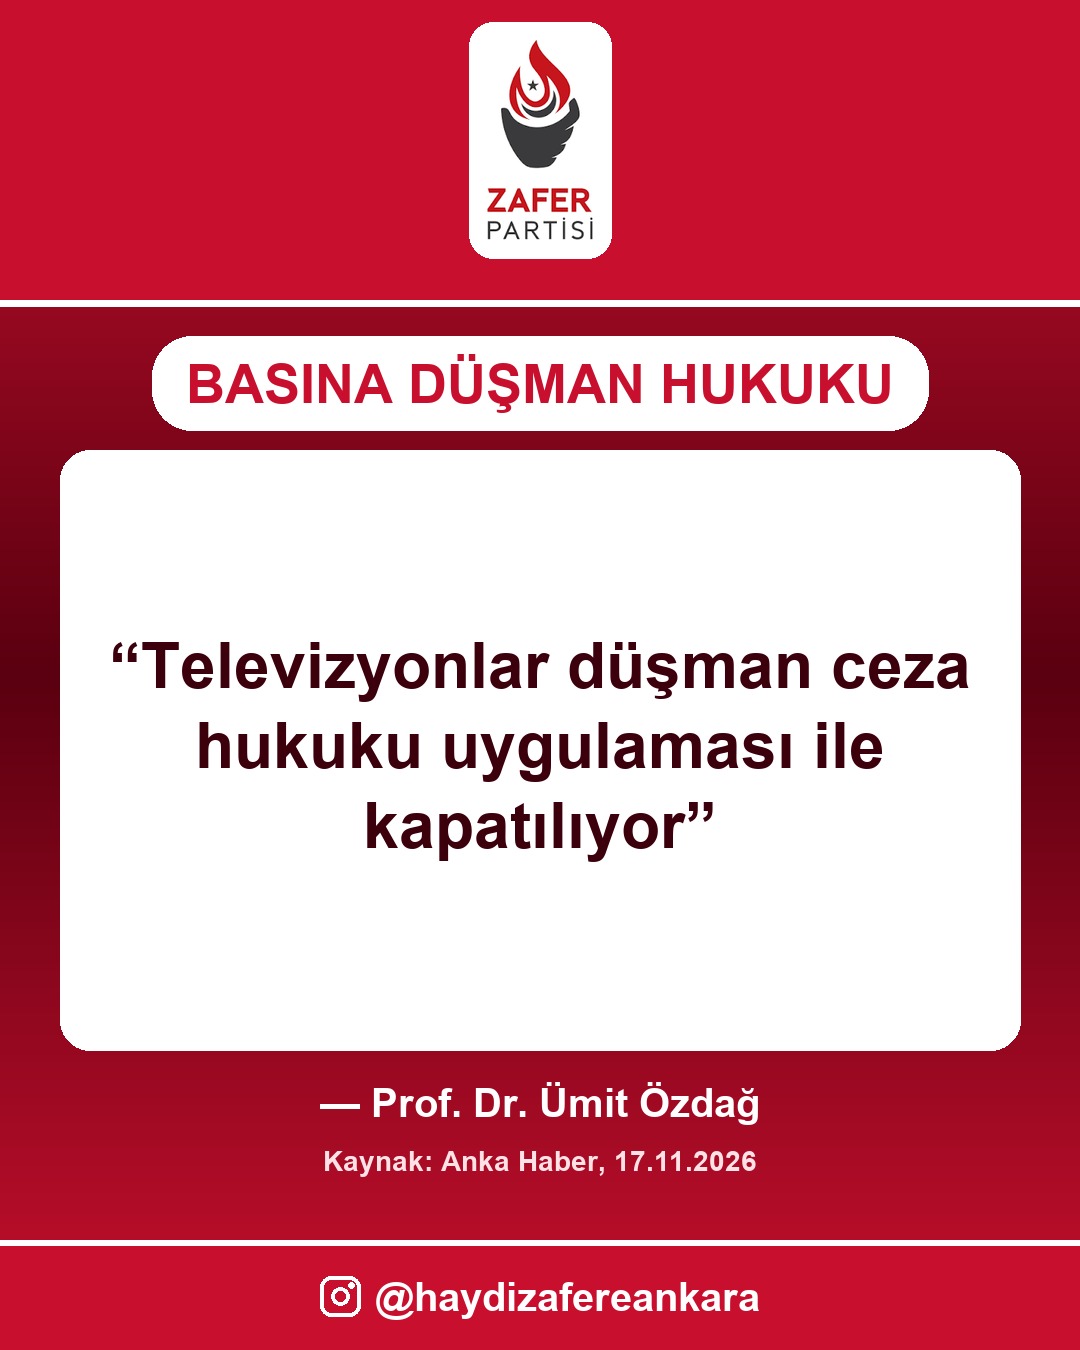 ZAFER
PARTİSİ
BASINA DÜŞMAN HUKUKU
“Televizyonlar düşman ceza
hukuku uygulaması ile
kapatılıyor”
— Prof. Dr. Ümit Özdağ
Kaynak: Anka Haber, 17.11.2026
@haydizafereankara